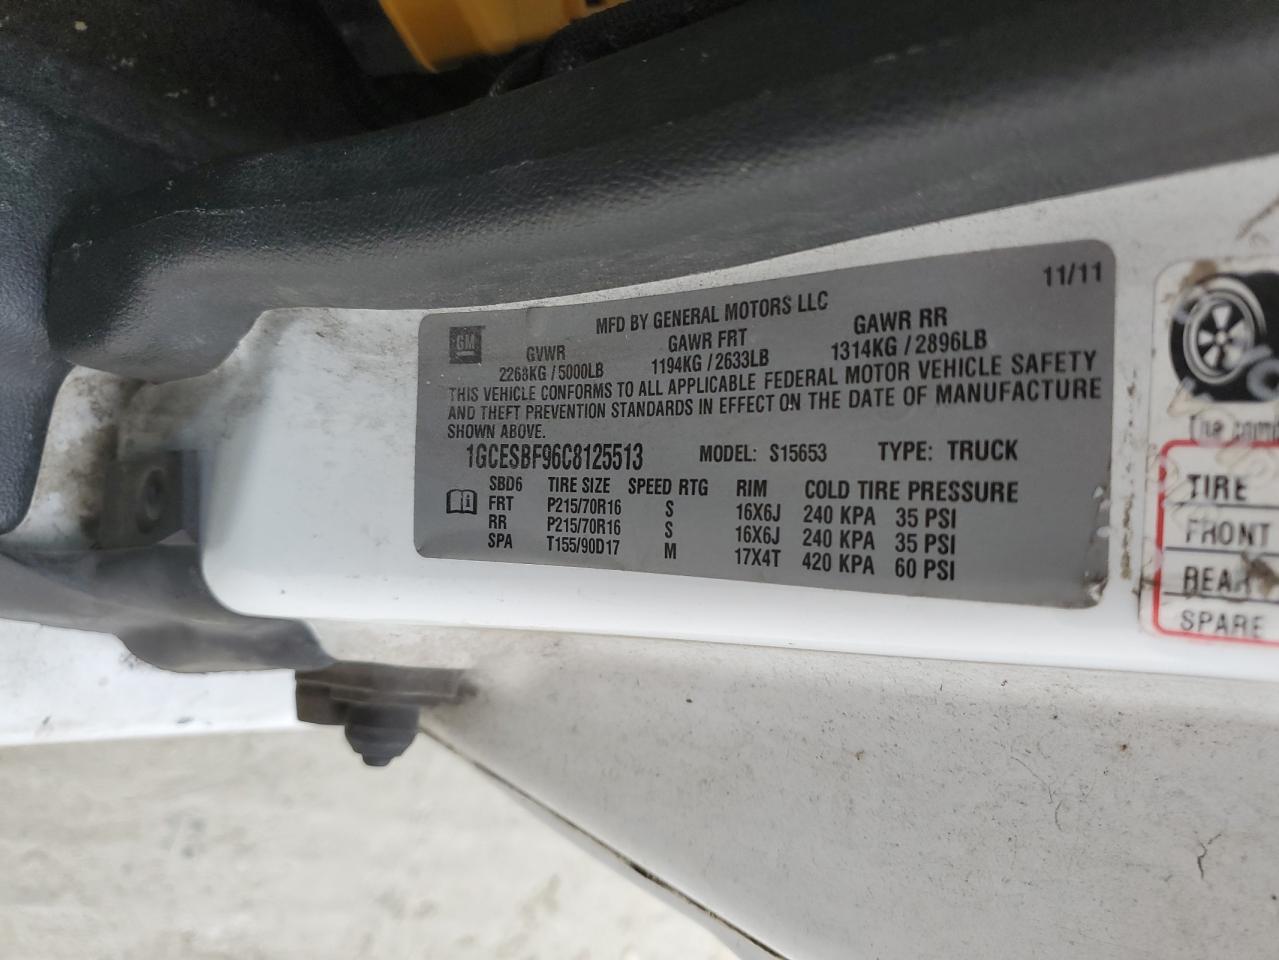 11/11
GM
MFD BY GENERAL MOTORS LLC
GVWR GAWR FRT GAWR RR
2268KG / 5000LB 1194KG / 2633LB 1314KG / 2896LB
THIS VEHICLE CONFORMS TO ALL APPLICABLE FEDERAL MOTOR VEHICLE SAFETY
AND THEFT PREVENTION STANDARDS IN EFFECT ON THE DATE OF MANUFACTURE
SHOWN ABOVE.
1GCESBF96C8125513 MODEL: S15653 TYPE: TRUCK
SBD6 TIRE SIZE SPEED RTG RIM COLD TIRE PRESSURE
FRT P215/70R16 S 16X6J 240 KPA 35 PSI
RR P215/70R16 S 16X6J 240 KPA 35 PSI
SPA T155/90D17 M 17X4T 420 KPA 60 PSI
The
TIRE
FRONT
REAR
SPARE